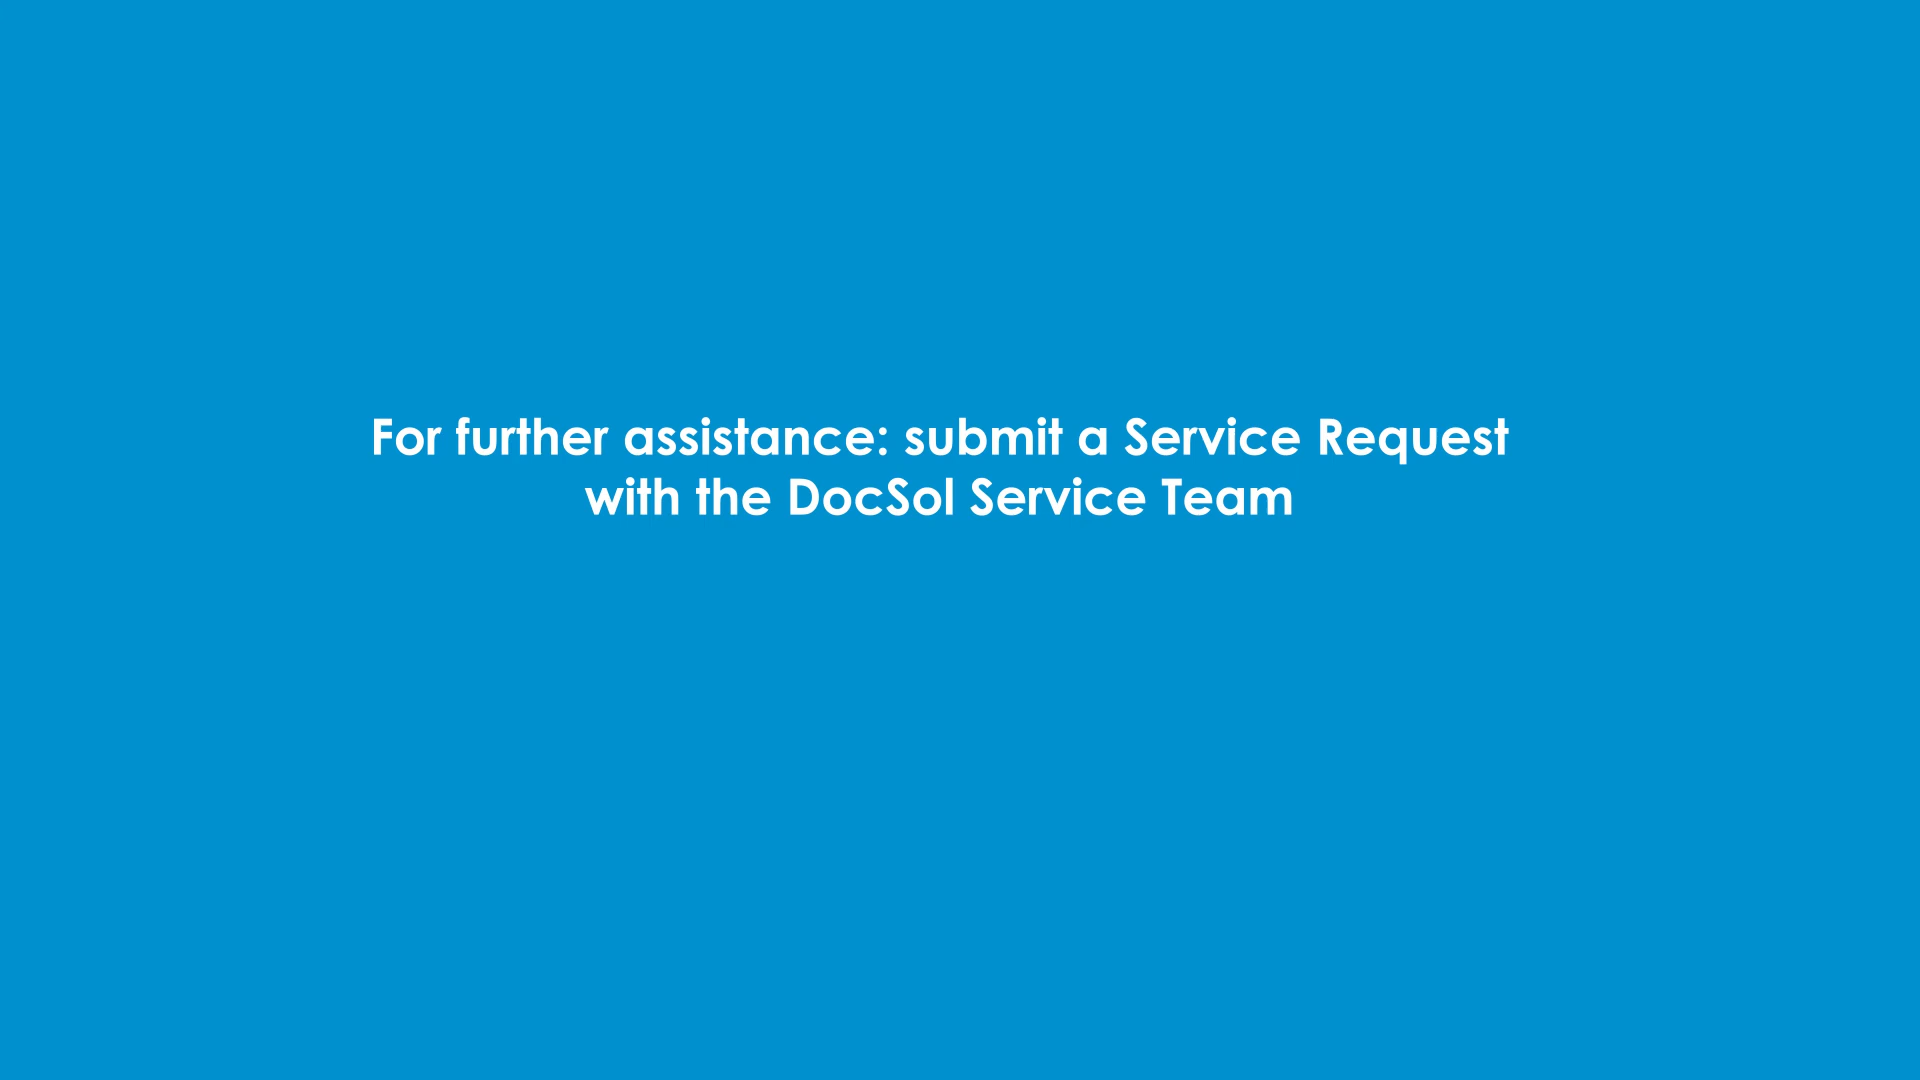 For further assistance: submit a Service Request
with the DocSol Service Team